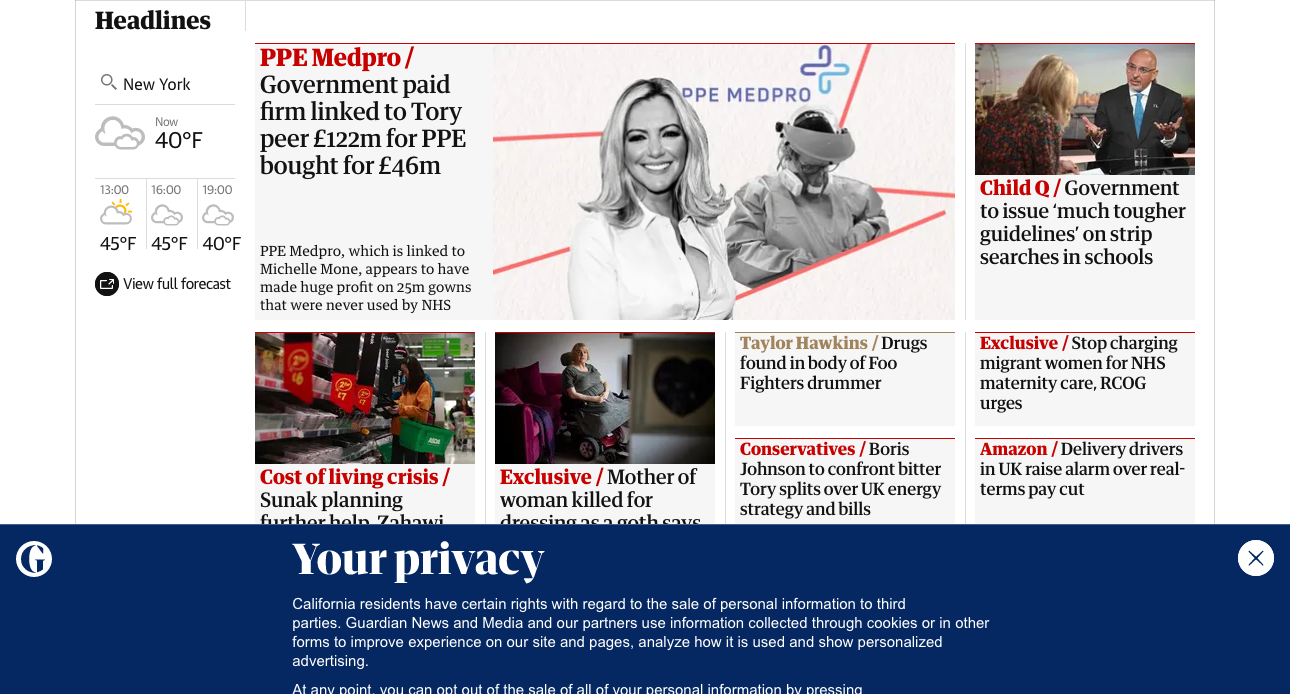 Headlines
New York
Now
40°F
13:00
16:00
19:00
45°F
45°F
40°F
View full forecast
PPE Medpro /
Government paid
firm linked to Tory
peer £122m for PPE
bought for £46m
PPE Medpro, which is linked to
Michelle Mone, appears to have
made huge profit on 25m gowns
that were never used by NHS
PPE MEDPRO
Child Q / Government
to issue ‘much tougher
guidelines’ on strip
searches in schools
ASDA
Cost of living crisis /
Sunak planning
further help, Zahawi
Exclusive / Mother of
woman killed for
dressing as a goth says
Taylor Hawkins / Drugs
found in body of Foo
Fighters drummer
Conservatives / Boris
Johnson to confront bitter
Tory splits over UK energy
strategy and bills
Exclusive / Stop charging
migrant women for NHS
maternity care, RCOG
urges
Amazon / Delivery drivers
in UK raise alarm over real-
terms pay cut
Your privacy
California residents have certain rights with regard to the sale of personal information to third
parties. Guardian News and Media and our partners use information collected through cookies or in other
forms to improve experience on our site and pages, analyze how it is used and show personalized
advertising.
At any point, you can opt out of the sale of all of your personal information by pressing